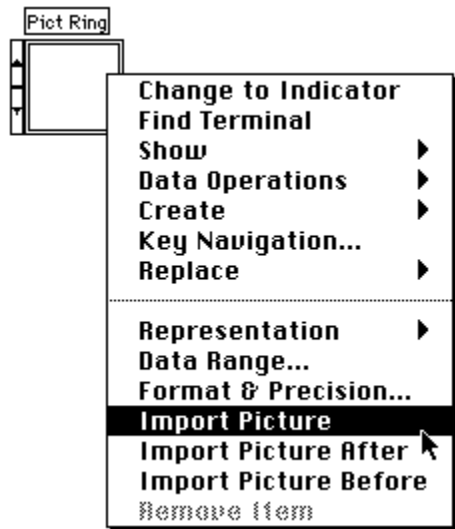 Pict Ring
Change to Indicator
Find Terminal
Show
Data Operations
Create
Key Navigation...
Replace
Representation
Data Range...
Format & Precision...
Import Picture
Import Picture After
Import Picture Before
Remove Item